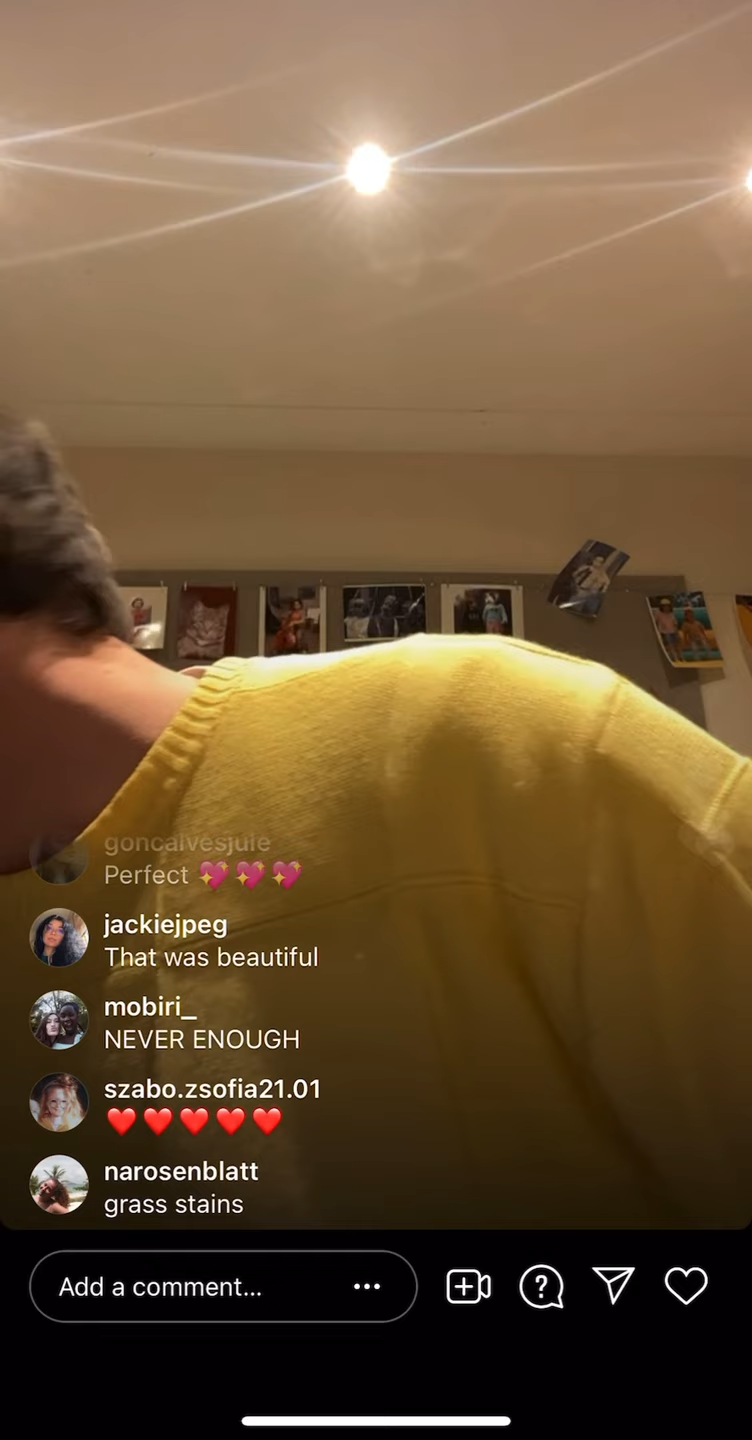 goncalvesjule
Perfect 💖💖💖
jackiejpeg
That was beautiful
mobiri_
NEVER ENOUGH
szabo.zsofia21.01
❤️❤️❤️❤️❤️
narosenblatt
grass stains
Add a comment...